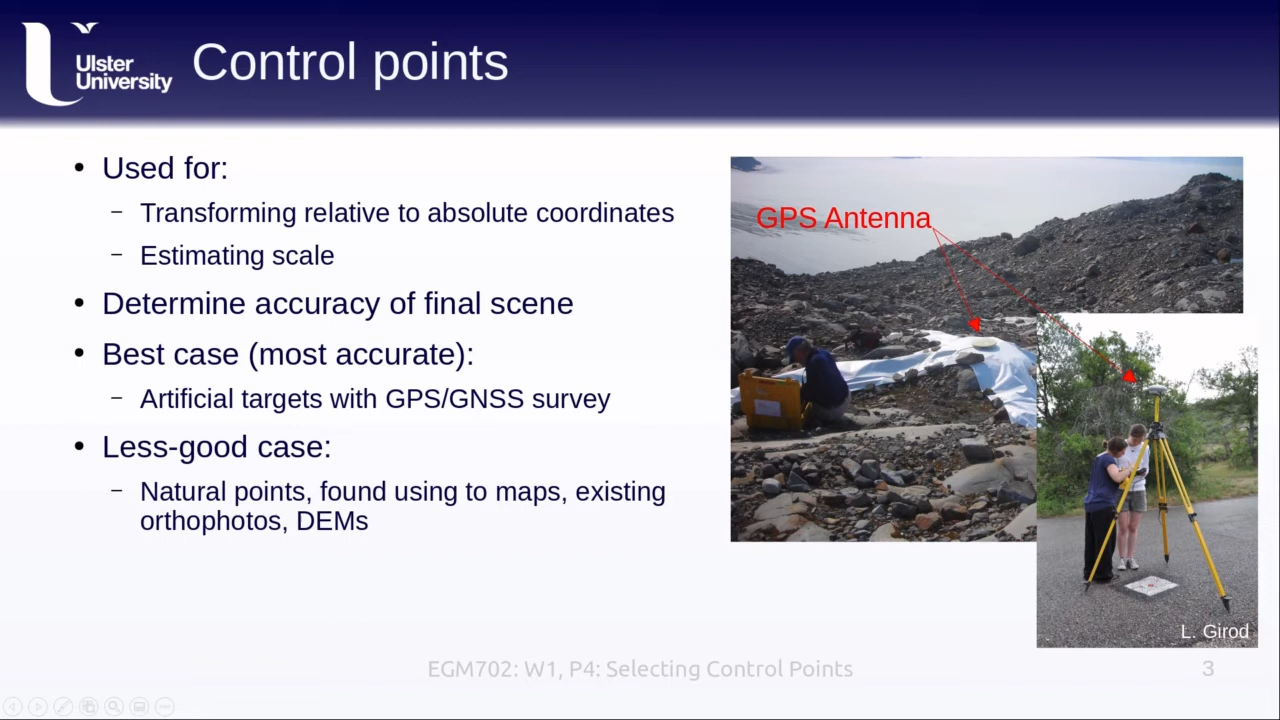 Ulster
University
Control points
• Used for:
– Transforming relative to absolute coordinates
– Estimating scale
• Determine accuracy of final scene
• Best case (most accurate):
– Artificial targets with GPS/GNSS survey
• Less-good case:
– Natural points, found using to maps, existing
orthophotos, DEMs
GPS Antenna
L. Girod
EGM702: W1, P4: Selecting Control Points
3